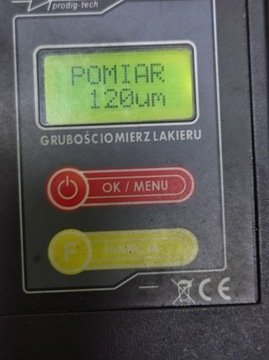 prodig-tech
POMIAR
120um
GRUBOŚCIOMIERZ LAKIERU
OK / MENU
F
CE